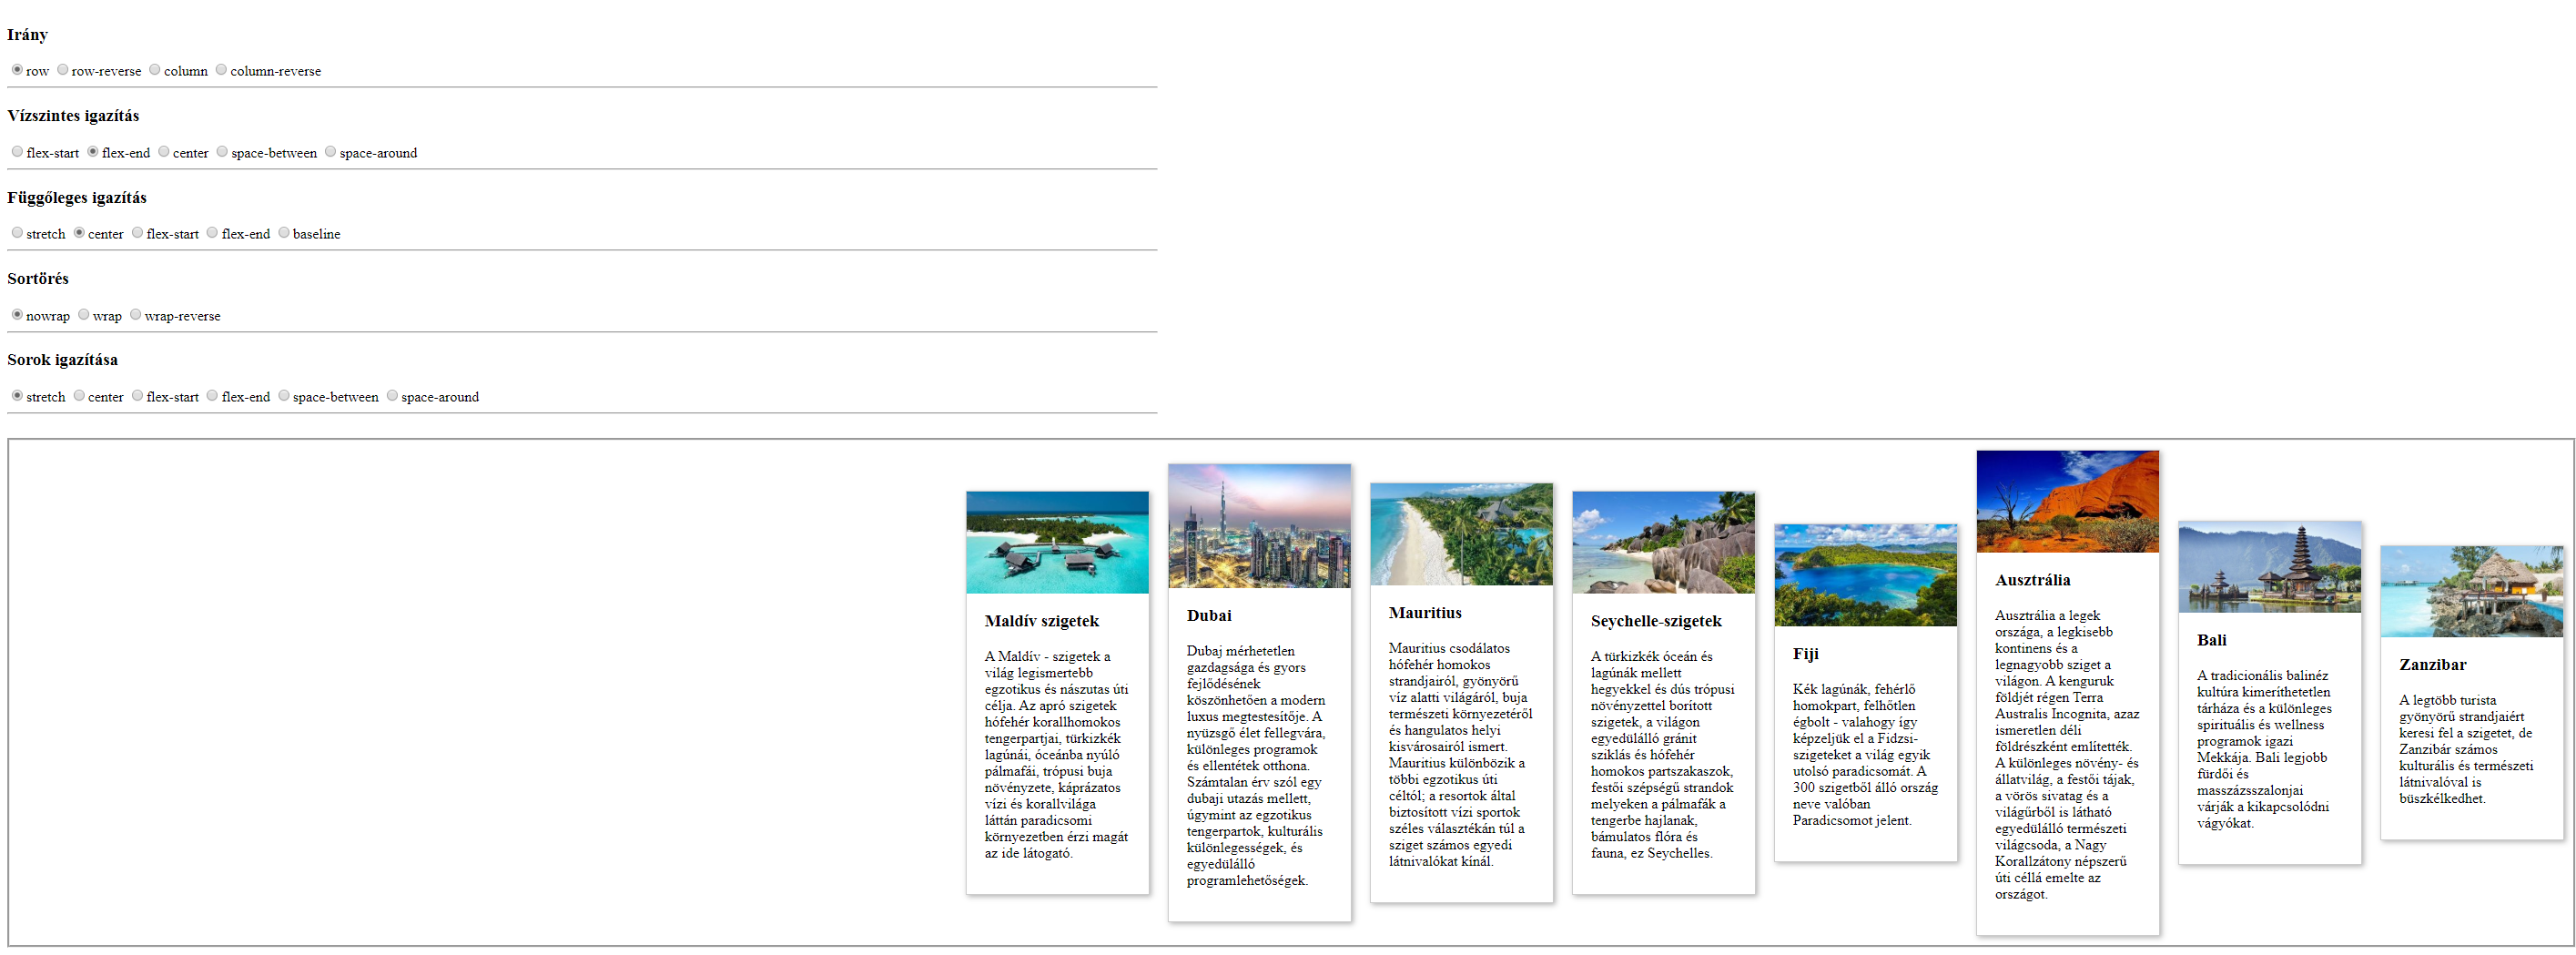 Irány
row row-reverse column column-reverse
Vízszintes igazítás
flex-start flex-end center space-between space-around
Függőleges igazítás
stretch center flex-start flex-end baseline
Sortörés
nowrap wrap wrap-reverse
Sorok igazítása
stretch center flex-start flex-end space-between space-around
Maldív szigetek
A Maldív - szigetek a
világ legismertebb
egzotikus és nászutas úti
célja. Az apró szigetek
hófehér korallhomokos
tengerpartjai, türkizkék
lagúnái, óceánba nyúló
pálmafái, trópusi buja
növényzete, káprázatos
vízi és korallvilága
láttán paradicsomi
környezetben érzi magát
az ide látogató.
Dubai
Dubaj mérhetetlen
gazdagsága és gyors
fejlődésének
köszönhetően a modern
luxus megtestesítője. A
nyüzsgő élet fellegvára,
különleges programok
és ellentétek otthona.
Számtalan érv szól egy
dubaji utazás mellett,
úgymint az egzotikus
tengerpartok, kulturális
különlegességek, és
egyedülálló
programlehetőségek.
Mauritius
Mauritius csodálatos
hófehér homokos
strandjairól, gyönyörű
víz alatti világáról, buja
természeti környezetéről
és hangulatos helyi
kisvárosairól ismert.
Mauritius különbözik a
többi egzotikus úti
céltól; a resortok által
biztosított vízi sportok
széles választékán túl a
sziget számos egyedi
látnivalókat kínál.
Seychelle-szigetek
A türkizkék óceán és
lagúnák mellett
hegyekkel és dús trópusi
növényzettel borított
szigetek, a világon
egyedülálló gránit
sziklás és hófehér
homokos partszakaszok,
festői szépségű strandok
melyeken a pálmafák a
tengerbe hajlanak,
bámulatos flóra és
fauna, ez Seychelles.
Fiji
Kék lagúnák, fehérlő
homokpart, felhőtlen
égbolt - valahogy így
képzeljük el a Fidzsi-
szigeteket a világ egyik
utolsó paradicsomát. A
300 szigetből álló ország
neve valóban
Paradicsomot jelent.
Ausztrália
Ausztrália a legek
országa, a legkisebb
kontinens és a
legnagyobb sziget a
világon. A kenguruk
földjét régen Terra
Australis Incognita, azaz
ismeretlen déli
földrészként említették.
A különleges növény- és
állatvilág, a festői tájak,
a vörös sivatag és a
világűrből is látható
egyedülálló természeti
világcsoda, a Nagy
Korallzátony népszerű
úti céllá emelte az
országot.
Bali
A tradicionális balinéz
kultúra kimeríthetetlen
tárháza és a különleges
spirituális és wellness
programok igazi
Mekkája. Bali legjobb
fürdői és
masszázsszalonjai
várják a kikapcsolódni
vágyókat.
Zanzibar
A legtöbb turista
gyönyörű strandjaiért
keresi fel a szigetet, de
Zanzibár számos
kulturális és természeti
látnivalóval is
büszkélkedhet.